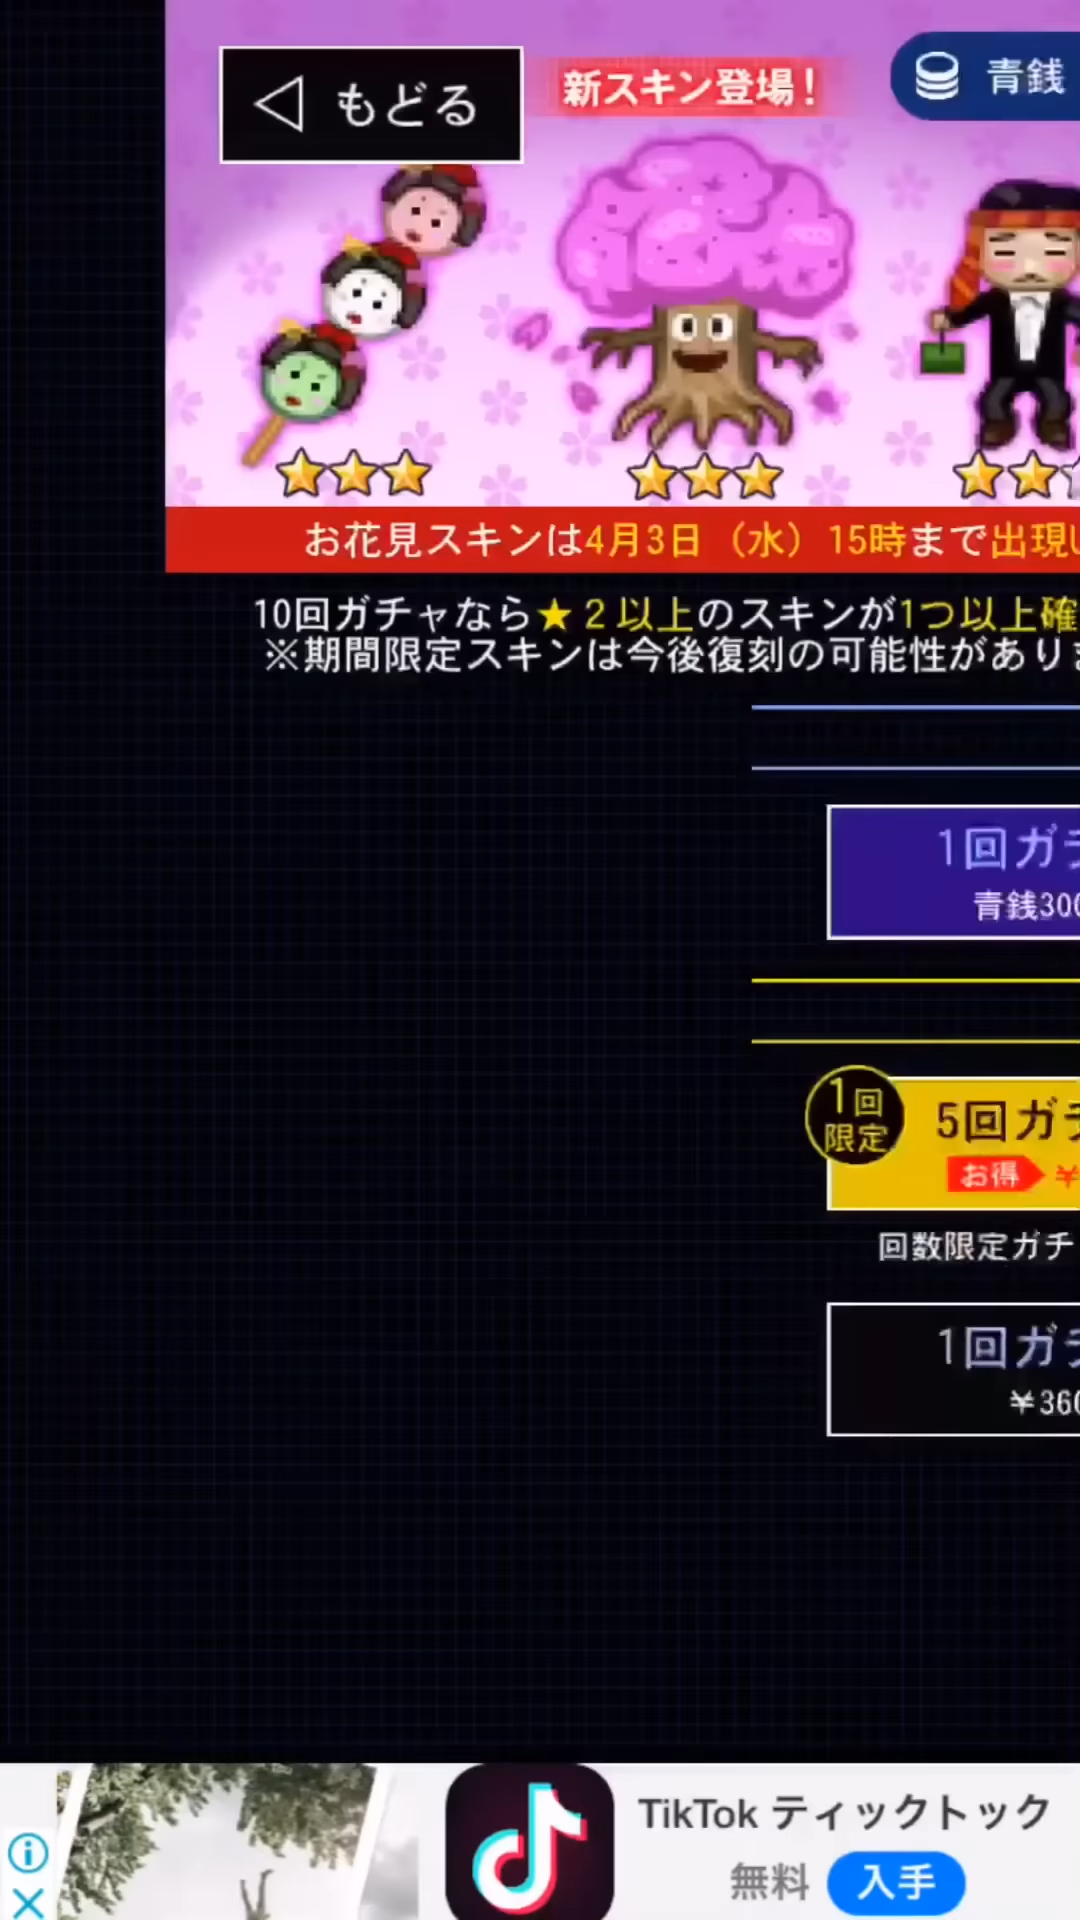 もどる
新スキン登場！
青銭
お花見スキンは4月3日（水）15時まで出現
10回ガチャなら★２以上のスキンが1つ以上確
※期間限定スキンは今後復刻の可能性があり
1回ガチ
青銭300
1回
限定
5回ガチ
お得 ¥
回数限定ガチ
1回ガチ
¥360
TikTok ティックトック
無料
入手